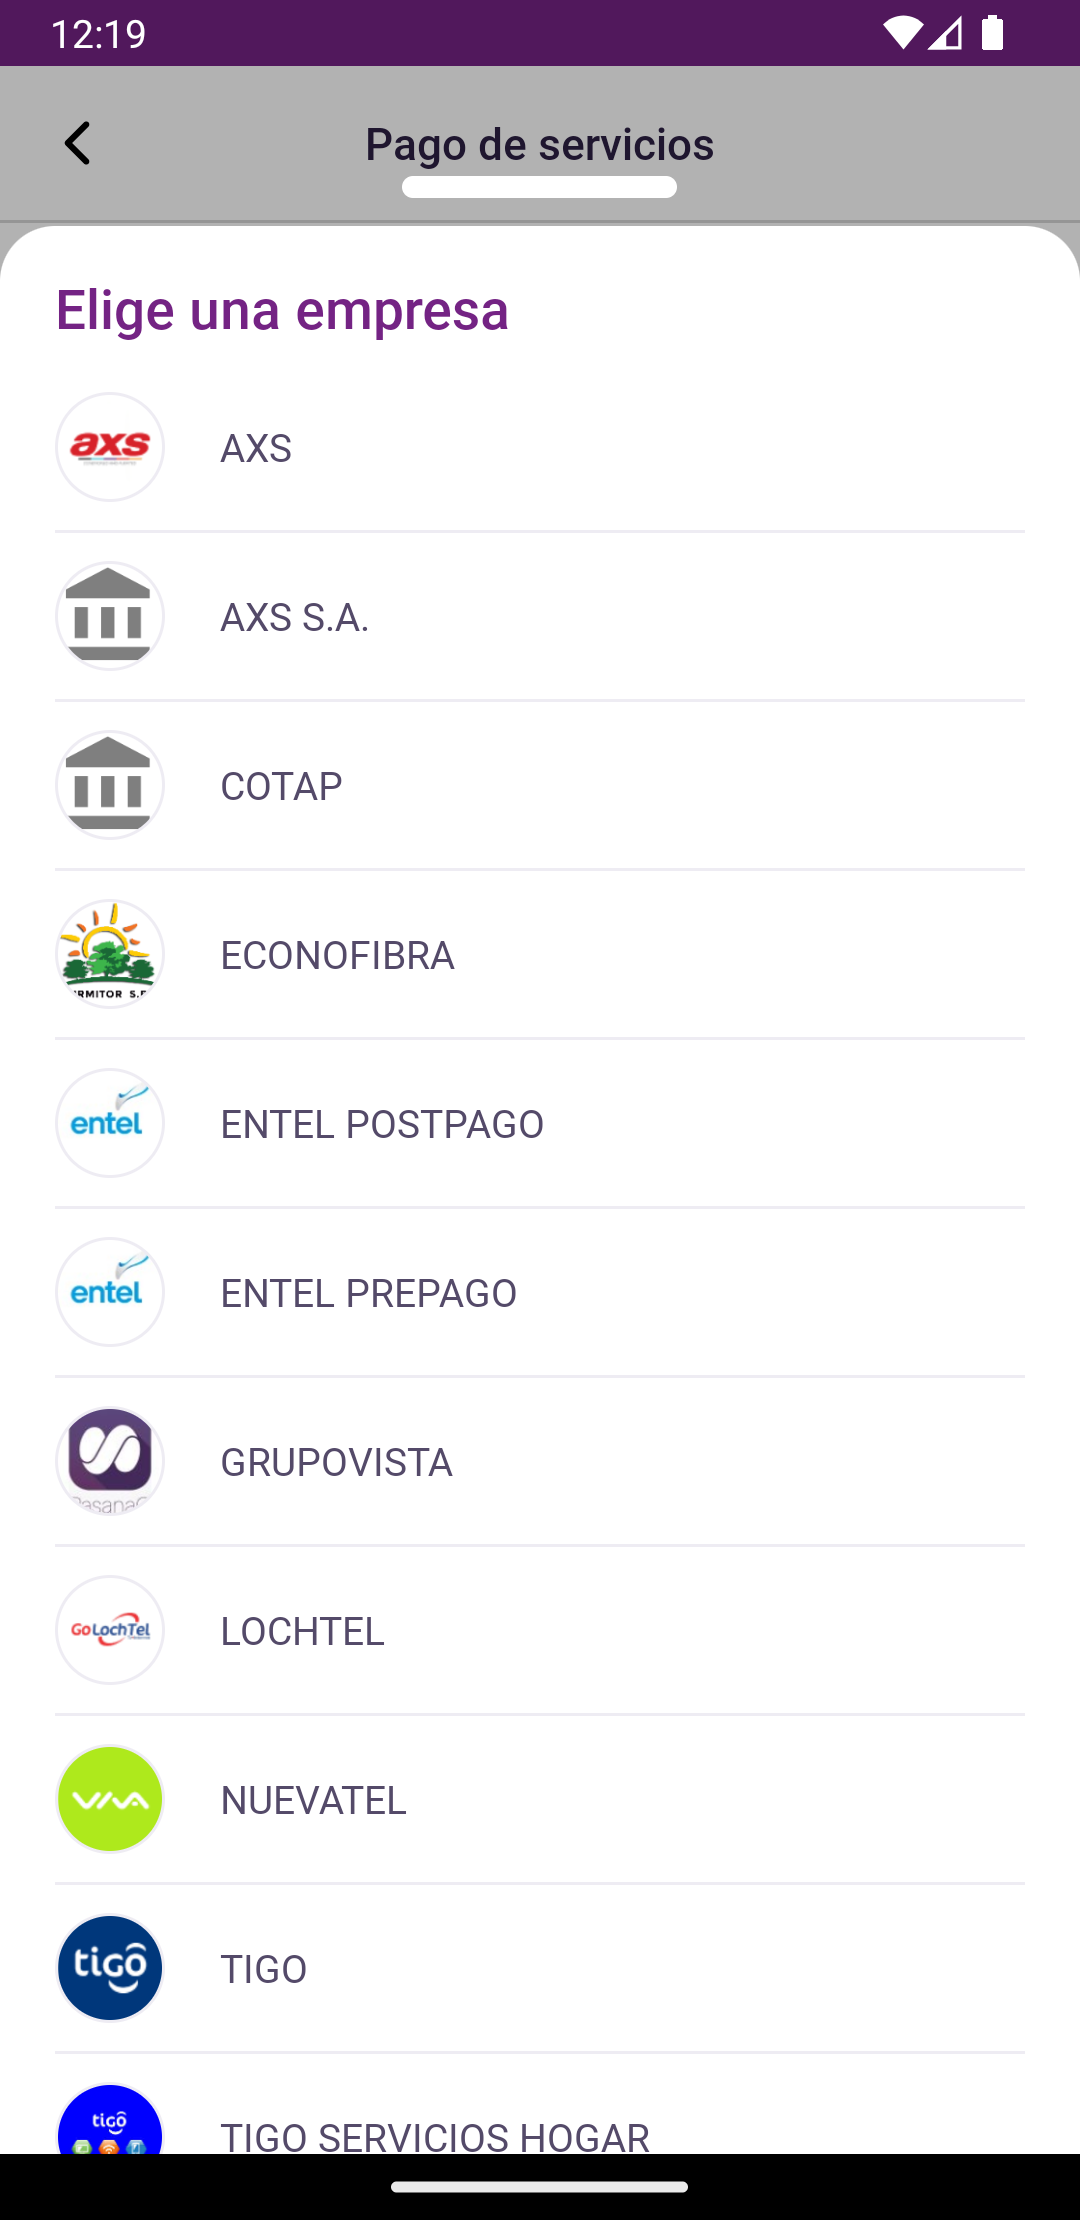 12:19
Pago de servicios
Elige una empresa
axs
AXS
AXS S.A.
COTAP
RMITOR S.R
ECONOFIBRA
entel
ENTEL POSTPAGO
entel
ENTEL PREPAGO
PasanaQ
GRUPOVISTA
GoLochTel
LOCHTEL
VIVA
NUEVATEL
tigo
TIGO
tigo
TIGO SERVICIOS HOGAR